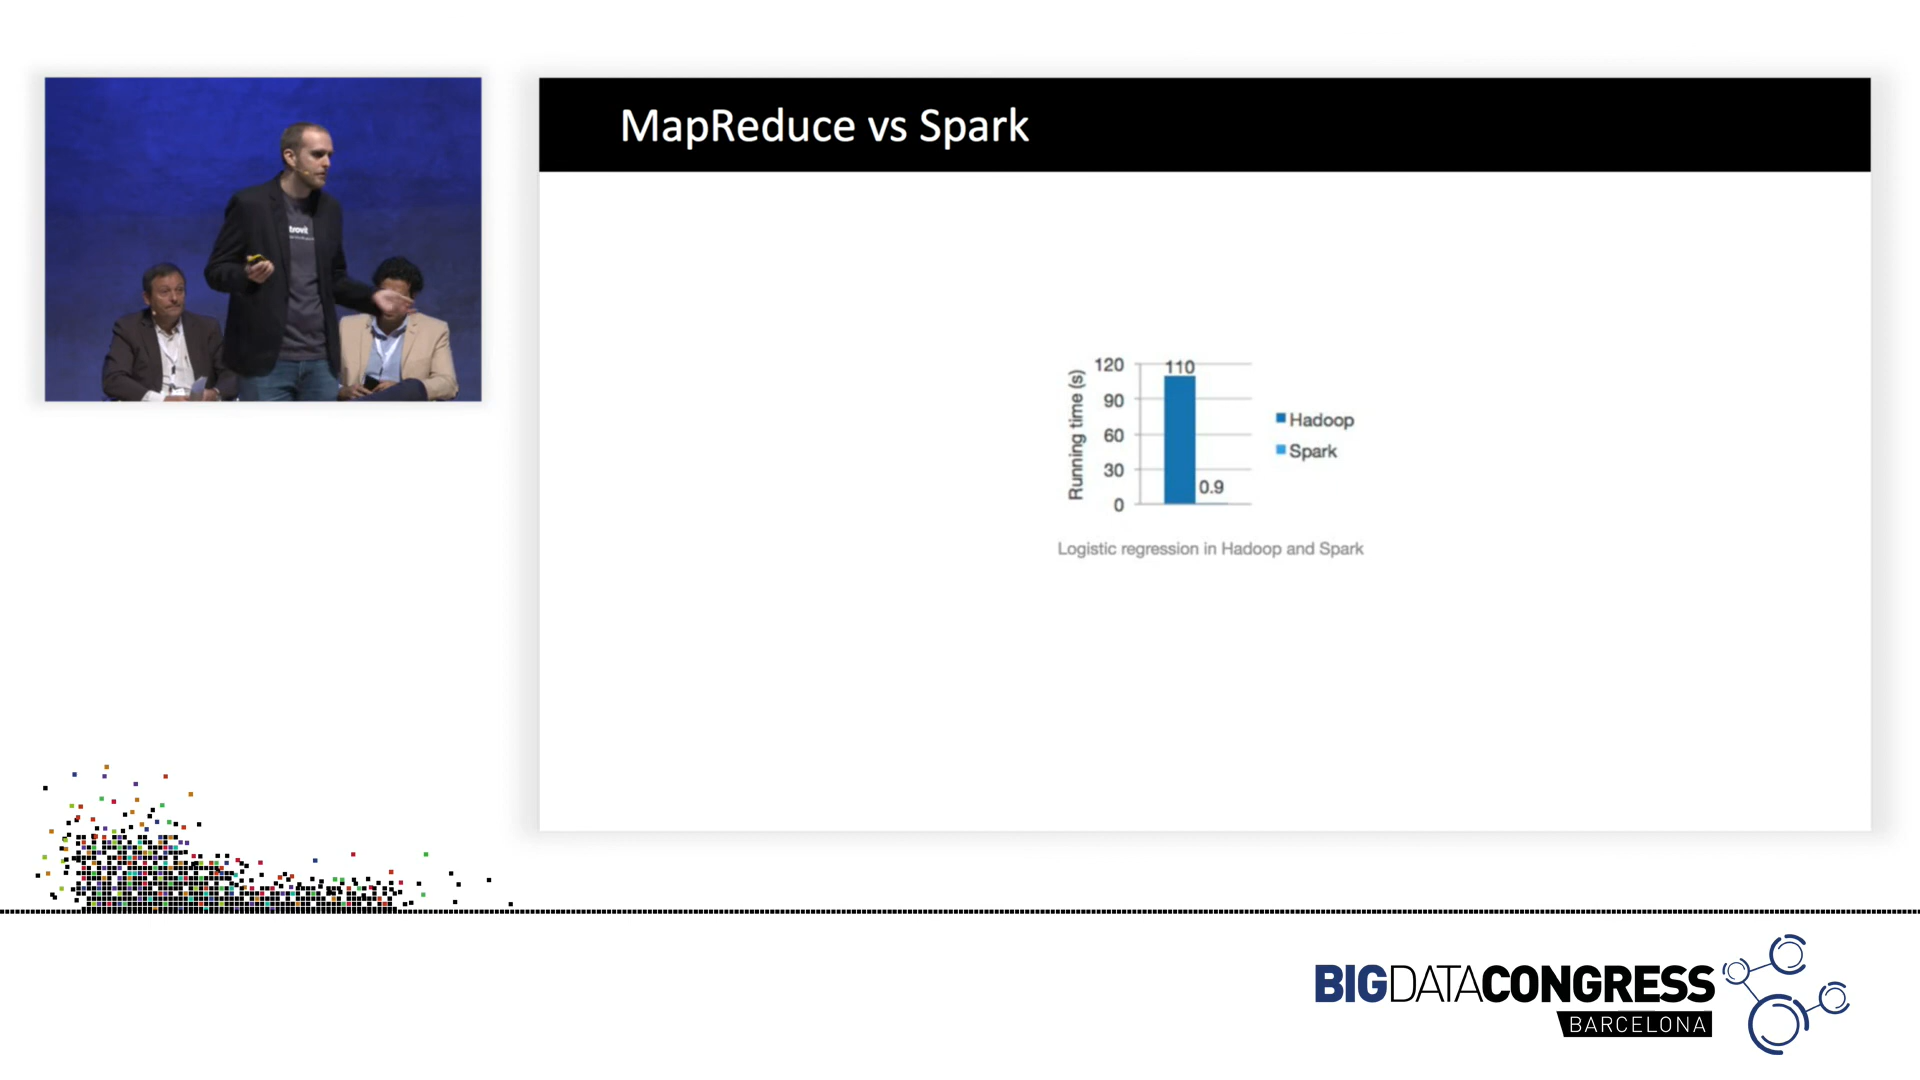 trovit
MapReduce vs Spark
Running time (s)
120
90
60
30
0
110
0.9
Hadoop
Spark
Logistic regression in Hadoop and Spark
BIGDATACONGRESS
BARCELONA